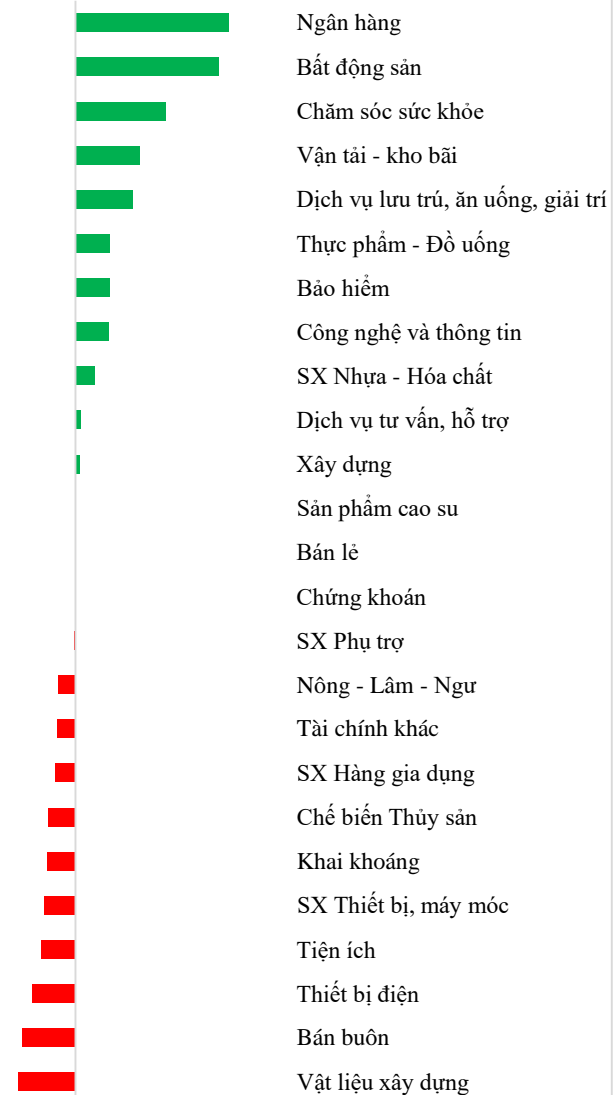 Ngân hàng
Bất động sản
Chăm sóc sức khỏe
Vận tải - kho bãi
Dịch vụ lưu trú, ăn uống, giải trí
Thực phẩm - Đồ uống
Bảo hiểm
Công nghệ và thông tin
SX Nhựa - Hóa chất
Dịch vụ tư vấn, hỗ trợ
Xây dựng
Sản phẩm cao su
Bán lẻ
Chứng khoán
SX Phụ trợ
Nông - Lâm - Ngư
Tài chính khác
SX Hàng gia dụng
Chế biến Thủy sản
Khai khoáng
SX Thiết bị, máy móc
Tiện ích
Thiết bị điện
Bán buôn
Vật liệu xây dựng